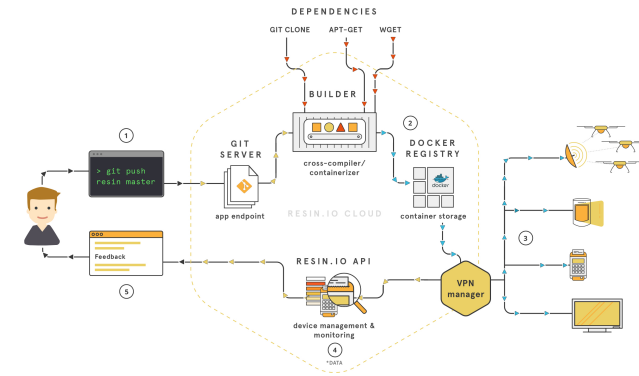 DEPENDENCIES
GIT CLONE
APT-GET
WGET
BUILDER
1
2
GIT
SERVER
DOCKER
REGISTRY
> git push
resin master
cross-compiler/
containerizer
docker
app endpoint
RESIN.IO CLOUD
container storage
3
Feedback
RESIN.IO API
VPN
manager
5
device management &
monitoring
4
*DATA